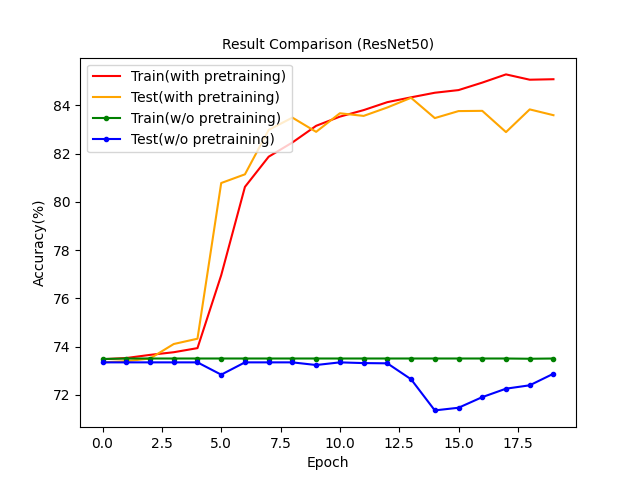 Result Comparison (ResNet50)
Train(with pretraining)
Test(with pretraining)
Train(w/o pretraining)
Test(w/o pretraining)
Accuracy(%)
84
82
80
78
76
74
72
0.0 2.5 5.0 7.5 10.0 12.5 15.0 17.5
Epoch